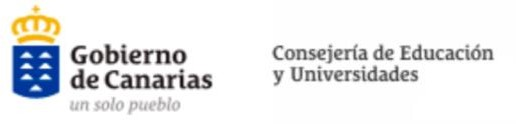 Gobierno
de Canarias
un solo pueblo
Consejería de Educación
y Universidades